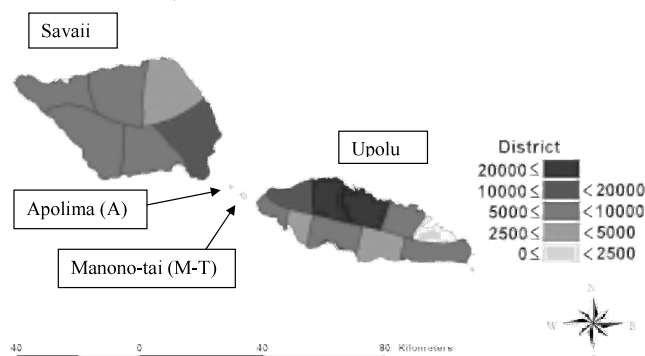 Savaii
Upolu
Apolima (A)
Manono-tai (M-T)
District
20000≤
10000≤ <20000
5000≤ <10000
2500≤ <5000
0≤ <2500
N
W E
S
40 0 40 80 Kilometers